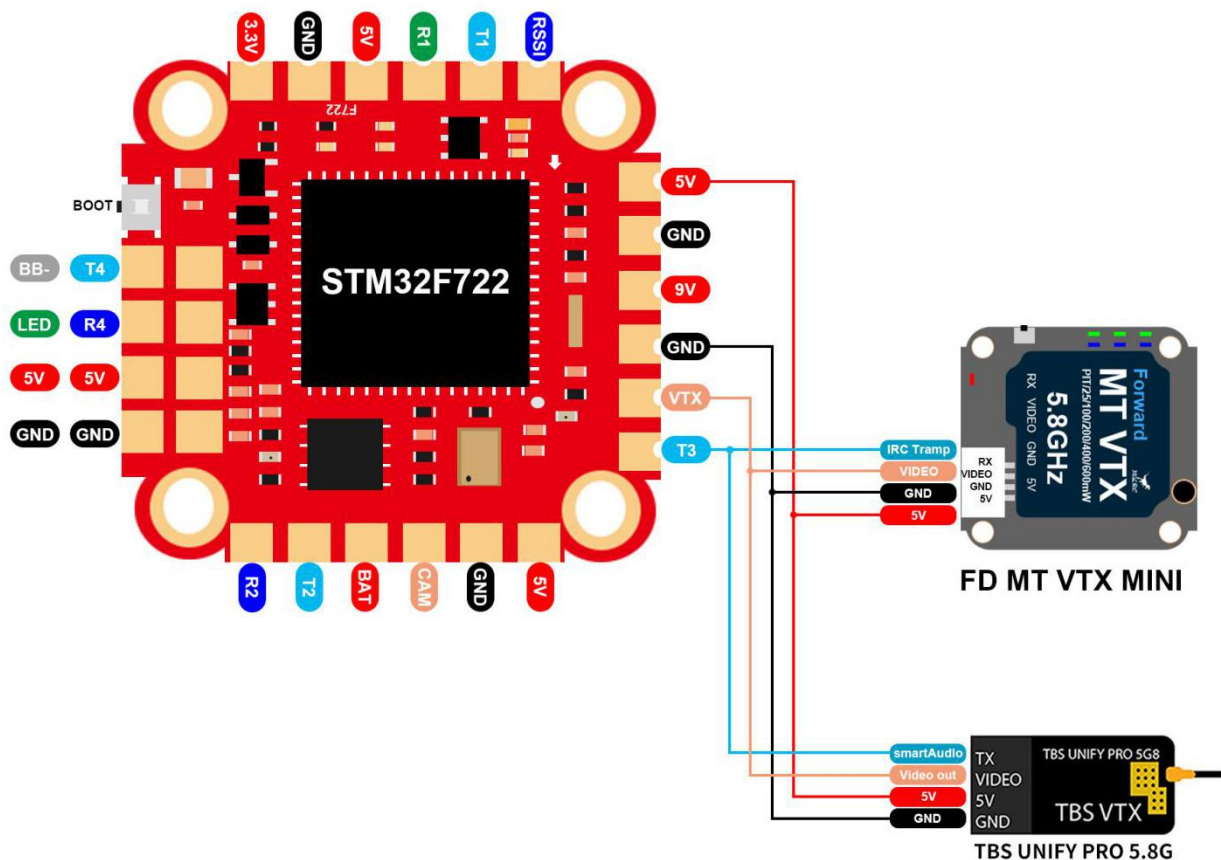 3.3V
GND
5V
R1
T1
RSSI
F722
BOOT
STM32F722
BB-
T4
LED
R4
5V
5V
GND
GND
5V
GND
9V
GND
VTX
T3
R2
T2
BAT
CAM
GND
5V
IRC Tramp
VIDEO
GND
5V
RX
VIDEO
GND
5V
RX VIDEO GND 5V
Forward
MT VTX
PIT/25/100/200/400/600mW
5.8GHz
FD MT VTX MINI
smartAudio
Video out
5V
GND
TX
VIDEO
5V
GND
TBS UNIFY PRO 5G8
TBS VTX
TBS UNIFY PRO 5.8G